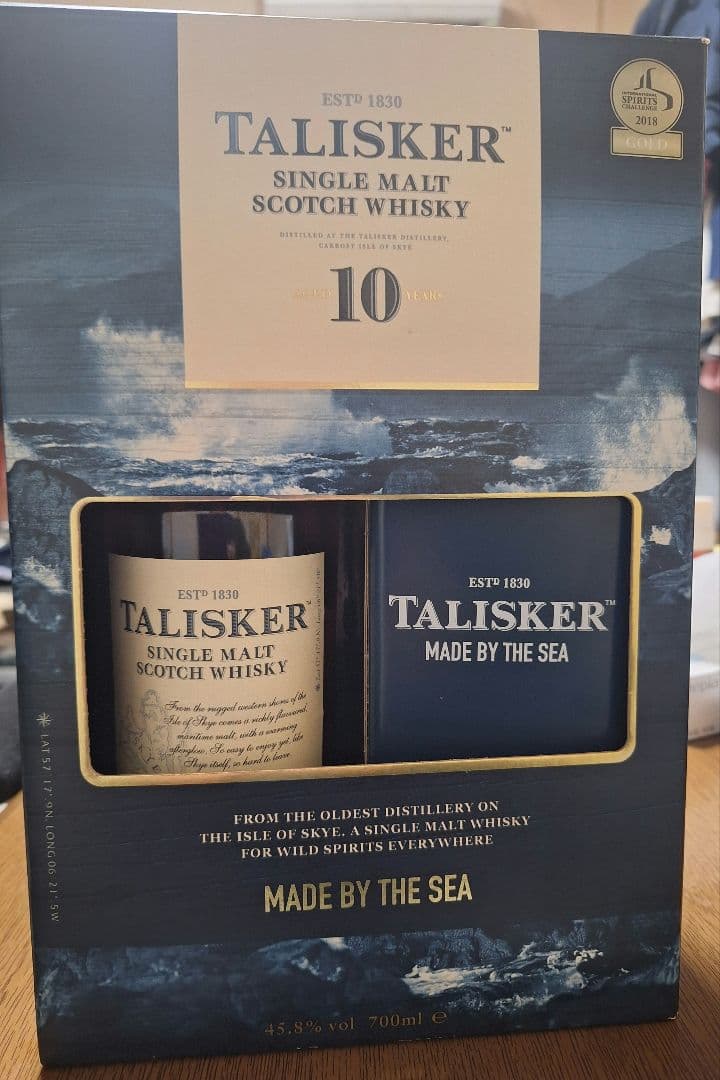 ESTD 1830
TALISKER™
SINGLE MALT
SCOTCH WHISKY
DISTILLED AT THE TALISKER DISTILLERY,
CARBOST ISLE OF SKYE
AGED 10 YEARS
INTERNATIONAL
SPIRITS
CHALLENGE
2018
GOLD
ESTD 1830
TALISKER
SINGLE MALT
SCOTCH WHISKY
From the rugged western shores of the
Isle of Skye comes a richly flavoured,
maritime malt, with a warming
afterglow. So easy to enjoy yet, like
Skye itself, so hard to leave.
SKYE
ESTD 1830
TALISKER™
MADE BY THE SEA
LAT 57 17'.9N, LONG 06 21'.5W
FROM THE OLDEST DISTILLERY ON
THE ISLE OF SKYE. A SINGLE MALT WHISKY
FOR WILD SPIRITS EVERYWHERE
MADE BY THE SEA
45.8% vol 700ml e